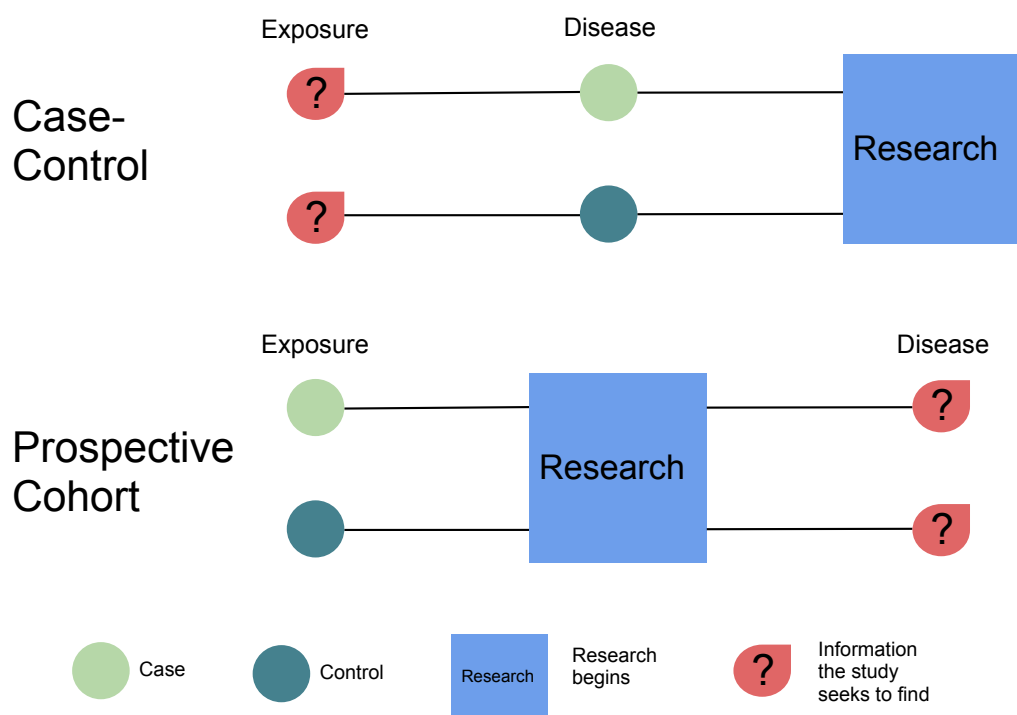 Exposure
Disease
?
Case-
Control
Research
?
Exposure
Disease
?
?
Prospective
Cohort
Research
?
Case
Control
Research
Research
begins
?
Information
the study
seeks to find